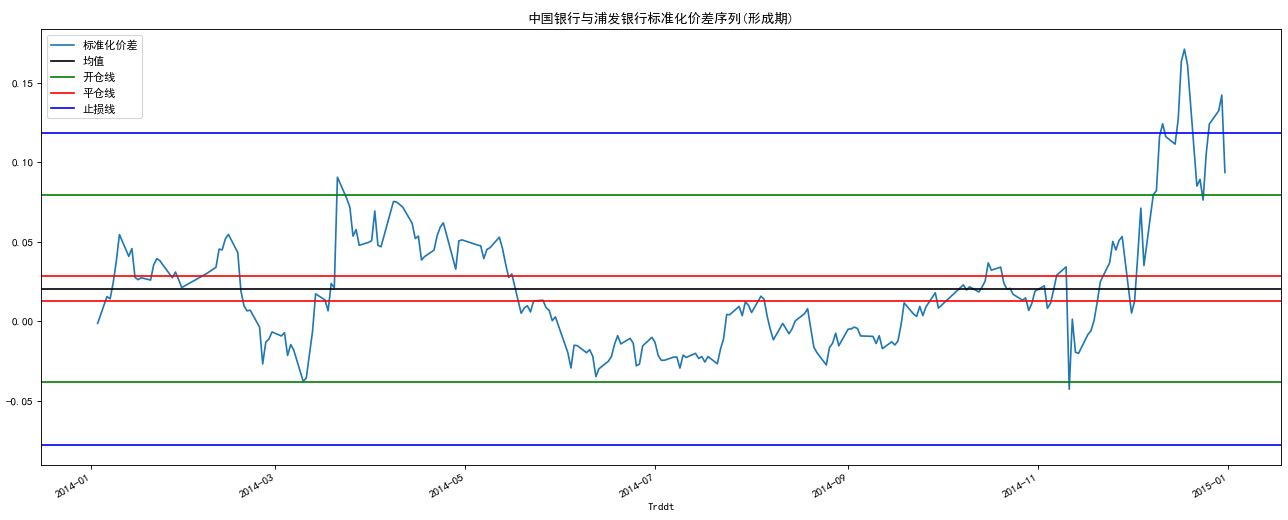 中国银行与浦发银行标准化价差序列(形成期)
标准化价差
均值
开仓线
平仓线
止损线
0.15
0.10
0.05
0.00
-0.05
2014-01
2014-03
2014-05
2014-07
2014-09
2014-11
2015-01
Trddt